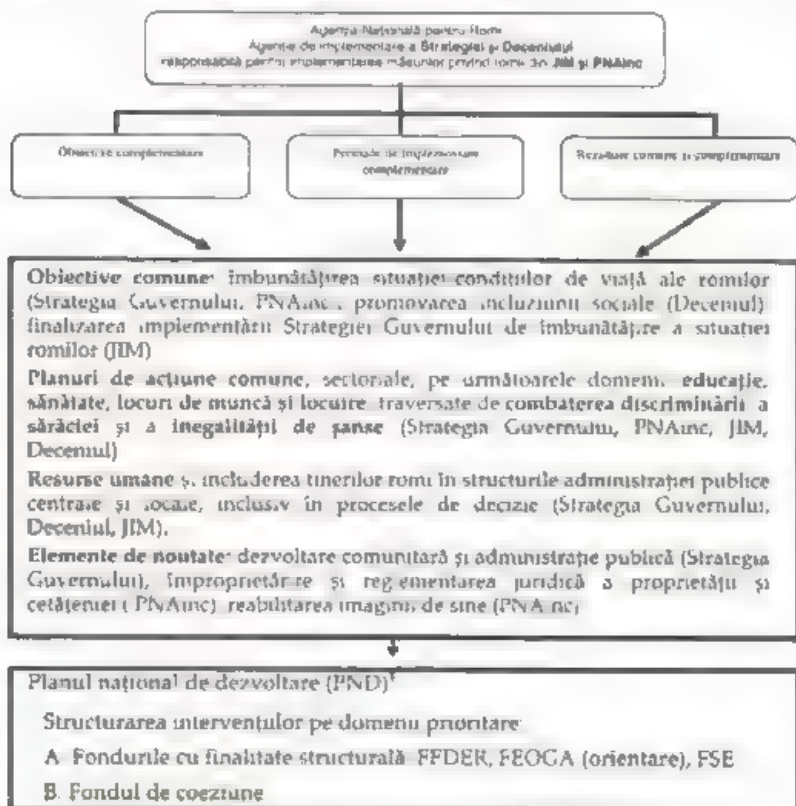 Agenția Națională pentru Romi
Agenție de implementare a Strategiei și Deceniului
responsabilă pentru implementarea măsurilor privind romii din JIM și PNAinc
Obiective complementare
Perioade de implementare
complementare
Rezultate comune și complementare
Obiective comune: îmbunătățirea situației condițiilor de viață ale romilor
(Strategia Guvernului, PNAinc., promovarea incluziunii sociale (Deceniul)
finalizarea implementării Strategiei Guvernului de îmbunătățire a situației
romilor (JIM)
Planuri de acțiune comune, sectoriale, pe următoarele domenii: educație,
sănătate, locuri de muncă și locuire traversate de combaterea discriminării a
sărăciei și a inegalității de șanse (Strategia Guvernului, PNAinc, JIM,
Deceniul)
Resurse umane și includerea tinerilor romi în structurile administrației publice
centrale și locale, inclusiv în procesele de decizie (Strategia Guvernului,
Deceniul, JIM).
Elemente de noutate: dezvoltare comunitară și administrație publică (Strategia
Guvernului), împroprietărire și reglementarea juridică a proprietății și
cetățeniei ( PNAinc) reabilitarea imaginii de sine (PNAinc)
Planul național de dezvoltare (PND)
Structurarea intervențiilor pe domenii prioritare
A Fondurile cu finalitate structurală FFDER, FEOGA (orientare), FSE
B. Fondul de coeziune